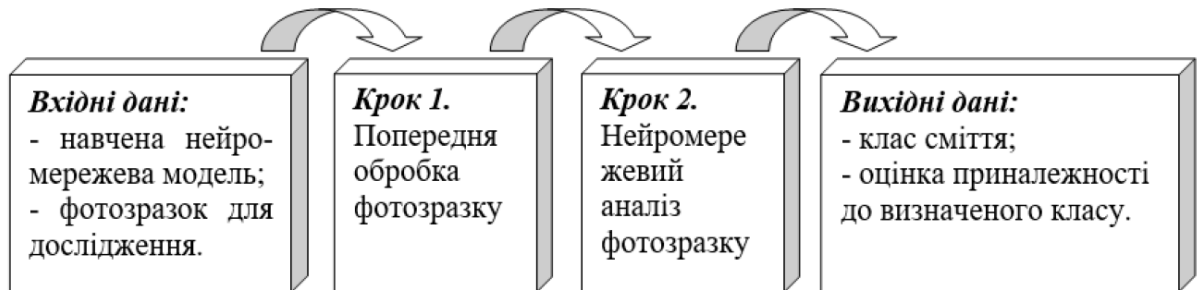 Вхідні дані:
- навчена нейро-
мережева модель;
- фотозразок для
дослідження.
Крок 1.
Попередня
обробка
фотозразку
Крок 2.
Нейромере
жевий
аналіз
фотозразку
Вихідні дані:
- клас сміття;
- оцінка приналежності
до визначеного класу.